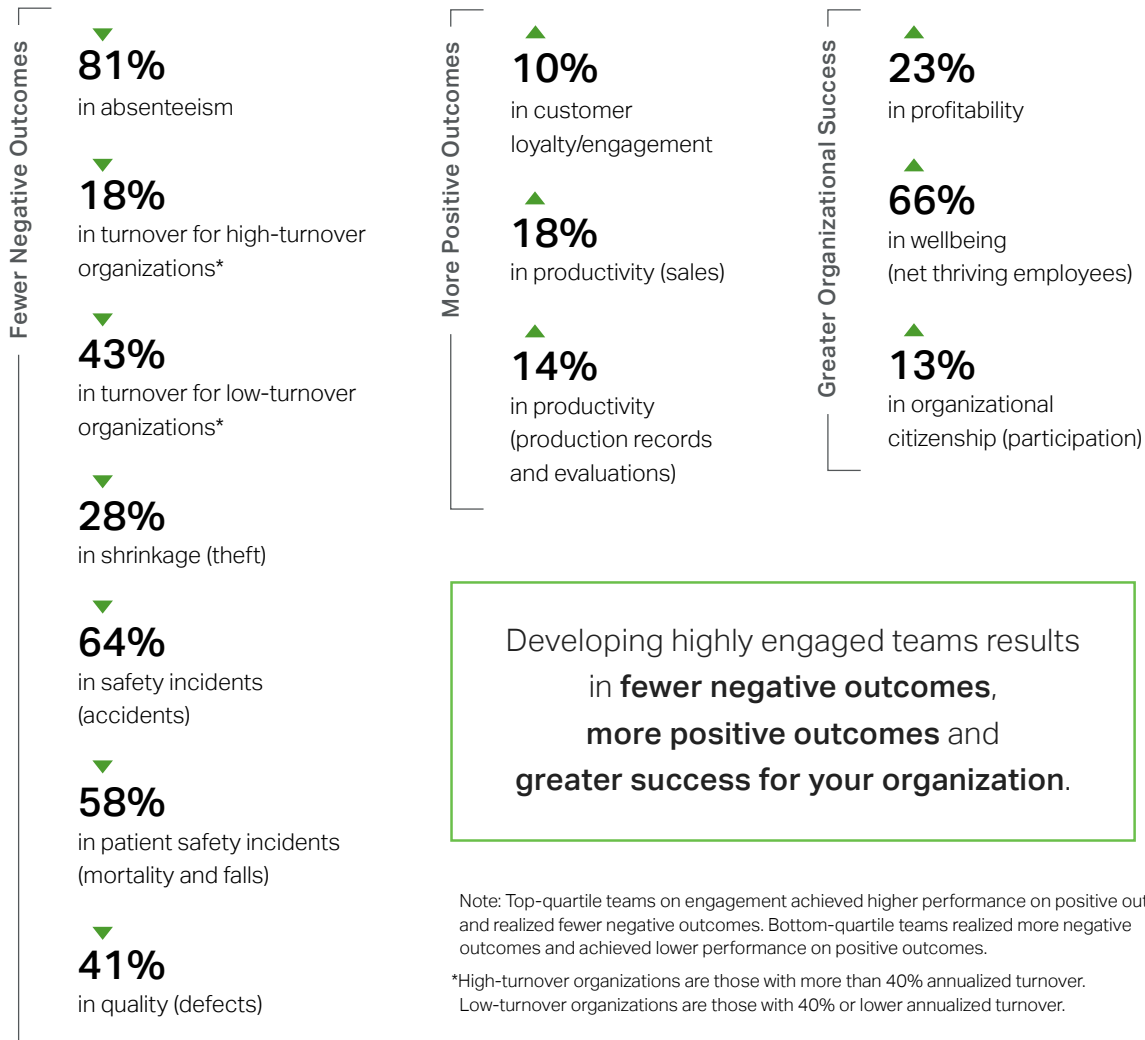 Fewer Negative Outcomes
81%
in absenteeism
18%
in turnover for high-turnover
organizations*
43%
in turnover for low-turnover
organizations*
28%
in shrinkage (theft)
64%
in safety incidents
(accidents)
58%
in patient safety incidents
(mortality and falls)
41%
in quality (defects)
More Positive Outcomes
10%
in customer
loyalty/engagement
18%
in productivity (sales)
14%
in productivity
(production records
and evaluations)
Greater Organizational Success
23%
in profitability
66%
in wellbeing
(net thriving employees)
13%
in organizational
citizenship (participation)
Developing highly engaged teams results
in fewer negative outcomes,
more positive outcomes and
greater success for your organization.
Note: Top-quartile teams on engagement achieved higher performance on positive
and realized fewer negative outcomes. Bottom-quartile teams realized more negative
outcomes and achieved lower performance on positive outcomes.
*High-turnover organizations are those with more than 40% annualized turnover.
Low-turnover organizations are those with 40% or lower annualized turnover.